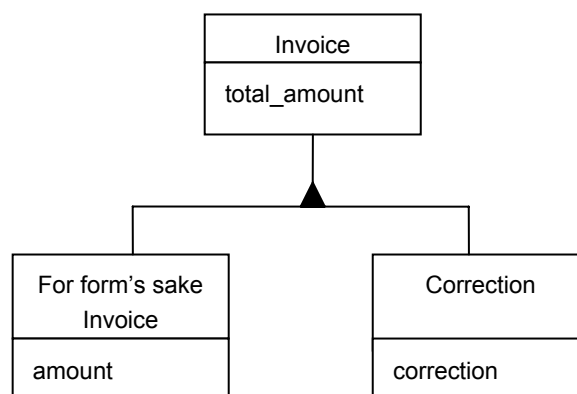 Invoice
total_amount
For form’s sake
Invoice
amount
Correction
correction